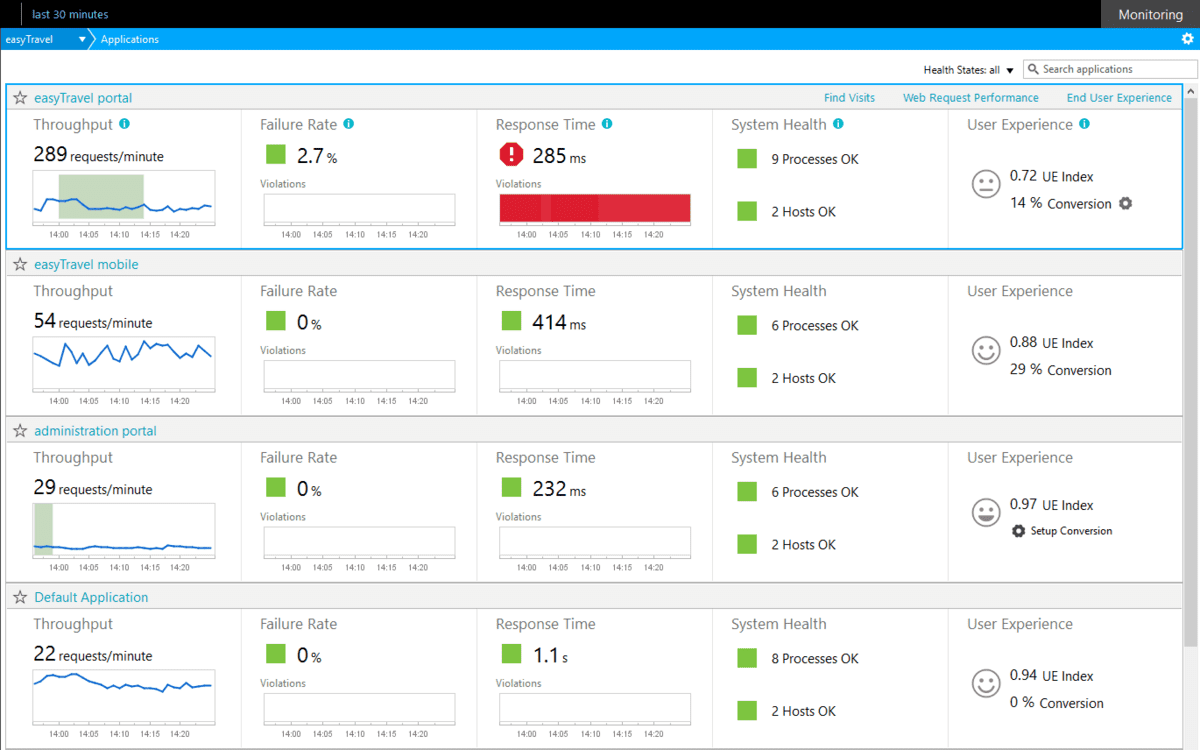 last 30 minutes
Monitoring
easyTravel Applications
Health States: all Search applications
easyTravel portal Find Visits Web Request Performance End User Experience
Throughput Failure Rate Response Time System Health User Experience
289 requests/minute 2.7 % 285 ms 9 Processes OK 0.72 UE Index
Violations Violations
2 Hosts OK 14 % Conversion
14:00 14:05 14:10 14:15 14:20 14:00 14:05 14:10 14:15 14:20 14:00 14:05 14:10 14:15 14:20
easyTravel mobile
Throughput Failure Rate Response Time System Health User Experience
54 requests/minute 0 % 414 ms 6 Processes OK 0.88 UE Index
Violations Violations
2 Hosts OK 29 % Conversion
14:00 14:05 14:10 14:15 14:20 14:00 14:05 14:10 14:15 14:20 14:00 14:05 14:10 14:15 14:20
administration portal
Throughput Failure Rate Response Time System Health User Experience
29 requests/minute 0 % 232 ms 6 Processes OK 0.97 UE Index
Violations Violations
2 Hosts OK Setup Conversion
14:00 14:05 14:10 14:15 14:20 14:00 14:05 14:10 14:15 14:20 14:00 14:05 14:10 14:15 14:20
Default Application
Throughput Failure Rate Response Time System Health User Experience
22 requests/minute 0 % 1.1 s 8 Processes OK 0.94 UE Index
Violations Violations
2 Hosts OK 0 % Conversion
14:00 14:05 14:10 14:15 14:20 14:00 14:05 14:10 14:15 14:20 14:00 14:05 14:10 14:15 14:20